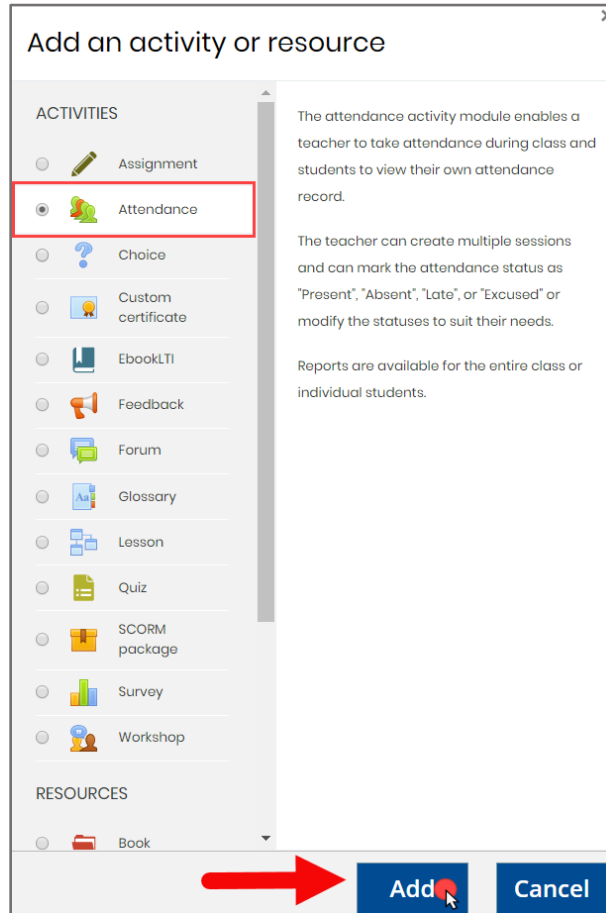 Add an activity or resource
ACTIVITIES
Assignment
Attendance
Choice
Custom
certificate
EbookLTI
Feedback
Forum
Glossary
Lesson
Quiz
SCORM
package
Survey
Workshop
RESOURCES
Book
The attendance activity module enables a
teacher to take attendance during class and
students to view their own attendance
record.
The teacher can create multiple sessions
and can mark the attendance status as
"Present", "Absent", "Late", or "Excused" or
modify the statuses to suit their needs.
Reports are available for the entire class or
individual students.
Add
Cancel